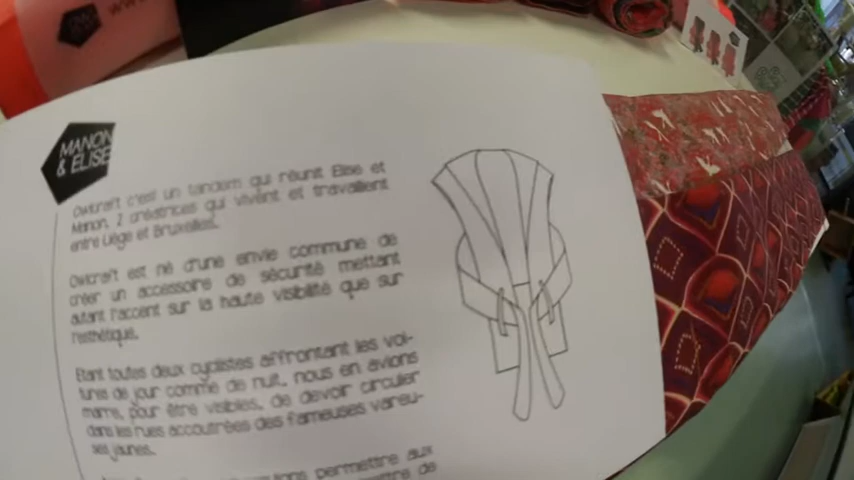 MANON
& ELISE
Owlcraft c'est un tandem qui réunit Elise et
Manon, 2 créatrices qui vivent et travaillent
entre Liège et Bruxelles.
Owlcraft est né d'une envie commune de
créer un accessoire de sécurité mettant
autant l'accent sur la haute visibilité que sur
l'esthétique.
Etant toutes deux cyclistes affrontant les voi-
tures de jour comme de nuit, nous en avions
marre, pour être visibles, de devoir circuler
dans les rues accoutrées des fameuses vareu-
ses jaunes.
permettre aux